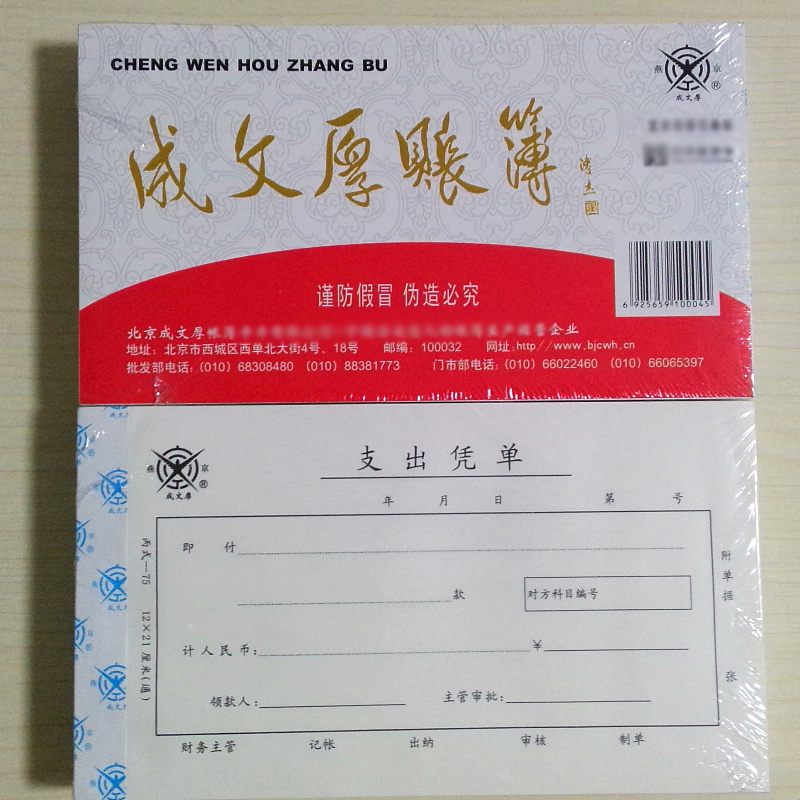 CHENG WEN HOU ZHANG BU
燕 京
®
成文厚
成文厚賬簿
溥杰
6 925659 100045
谨防假冒 伪造必究
北京成文厚 企业
地址：北京市西城区西单北大街4号、18号 邮编：100032 网址:http://www.bjcwh.cn
批发部电话：(010) 68308480 (010) 88381773 门市部电话：(010) 66022460 (010) 66065397
燕 京
®
成文厚
支出凭单
年 月 日 第 号
即 付
款 对方科目编号
计人民币： ¥
领款人： 主管审批：
财务主管 记帐 出纳 审核 制单
丙式—75 12×21厘米(通)
附单据 张